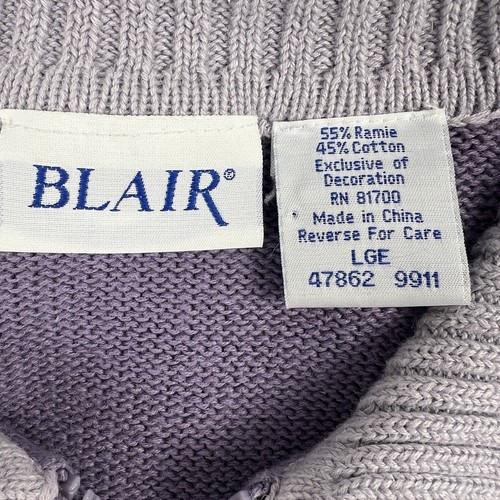 BLAIR®
55% Ramie
45% Cotton
Exclusive of
Decoration
RN 81700
Made in China
Reverse For Care
LGE
47862 9911